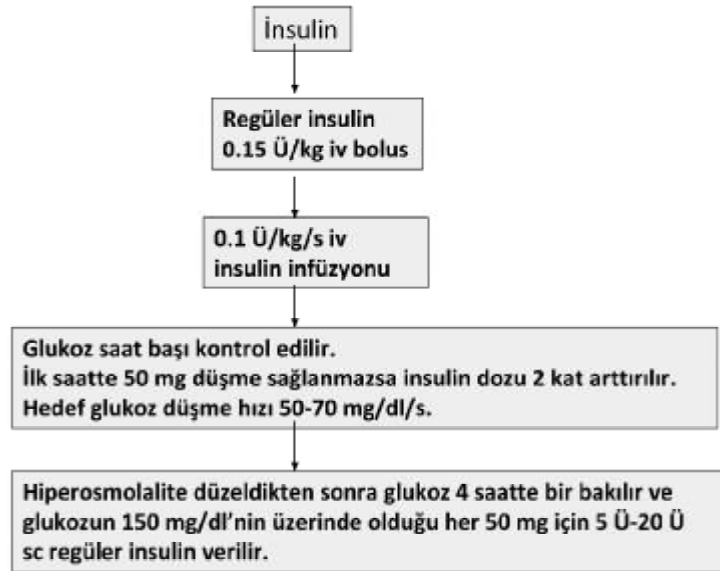 İnsulin
Regüler insulin
0.15 Ü/kg iv bolus
0.1 Ü/kg/s iv
insulin infüzyonu
Glukoz saat başı kontrol edilir.
İlk saatte 50 mg düşme sağlanmazsa insulin dozu 2 kat arttırılır.
Hedef glukoz düşme hızı 50-70 mg/dl/s.
Hiperosmolalite düzeldikten sonra glukoz 4 saatte bir bakılır ve
glukozun 150 mg/dl’nin üzerinde olduğu her 50 mg için 5 Ü-20 Ü
sc regüler insulin verilir.